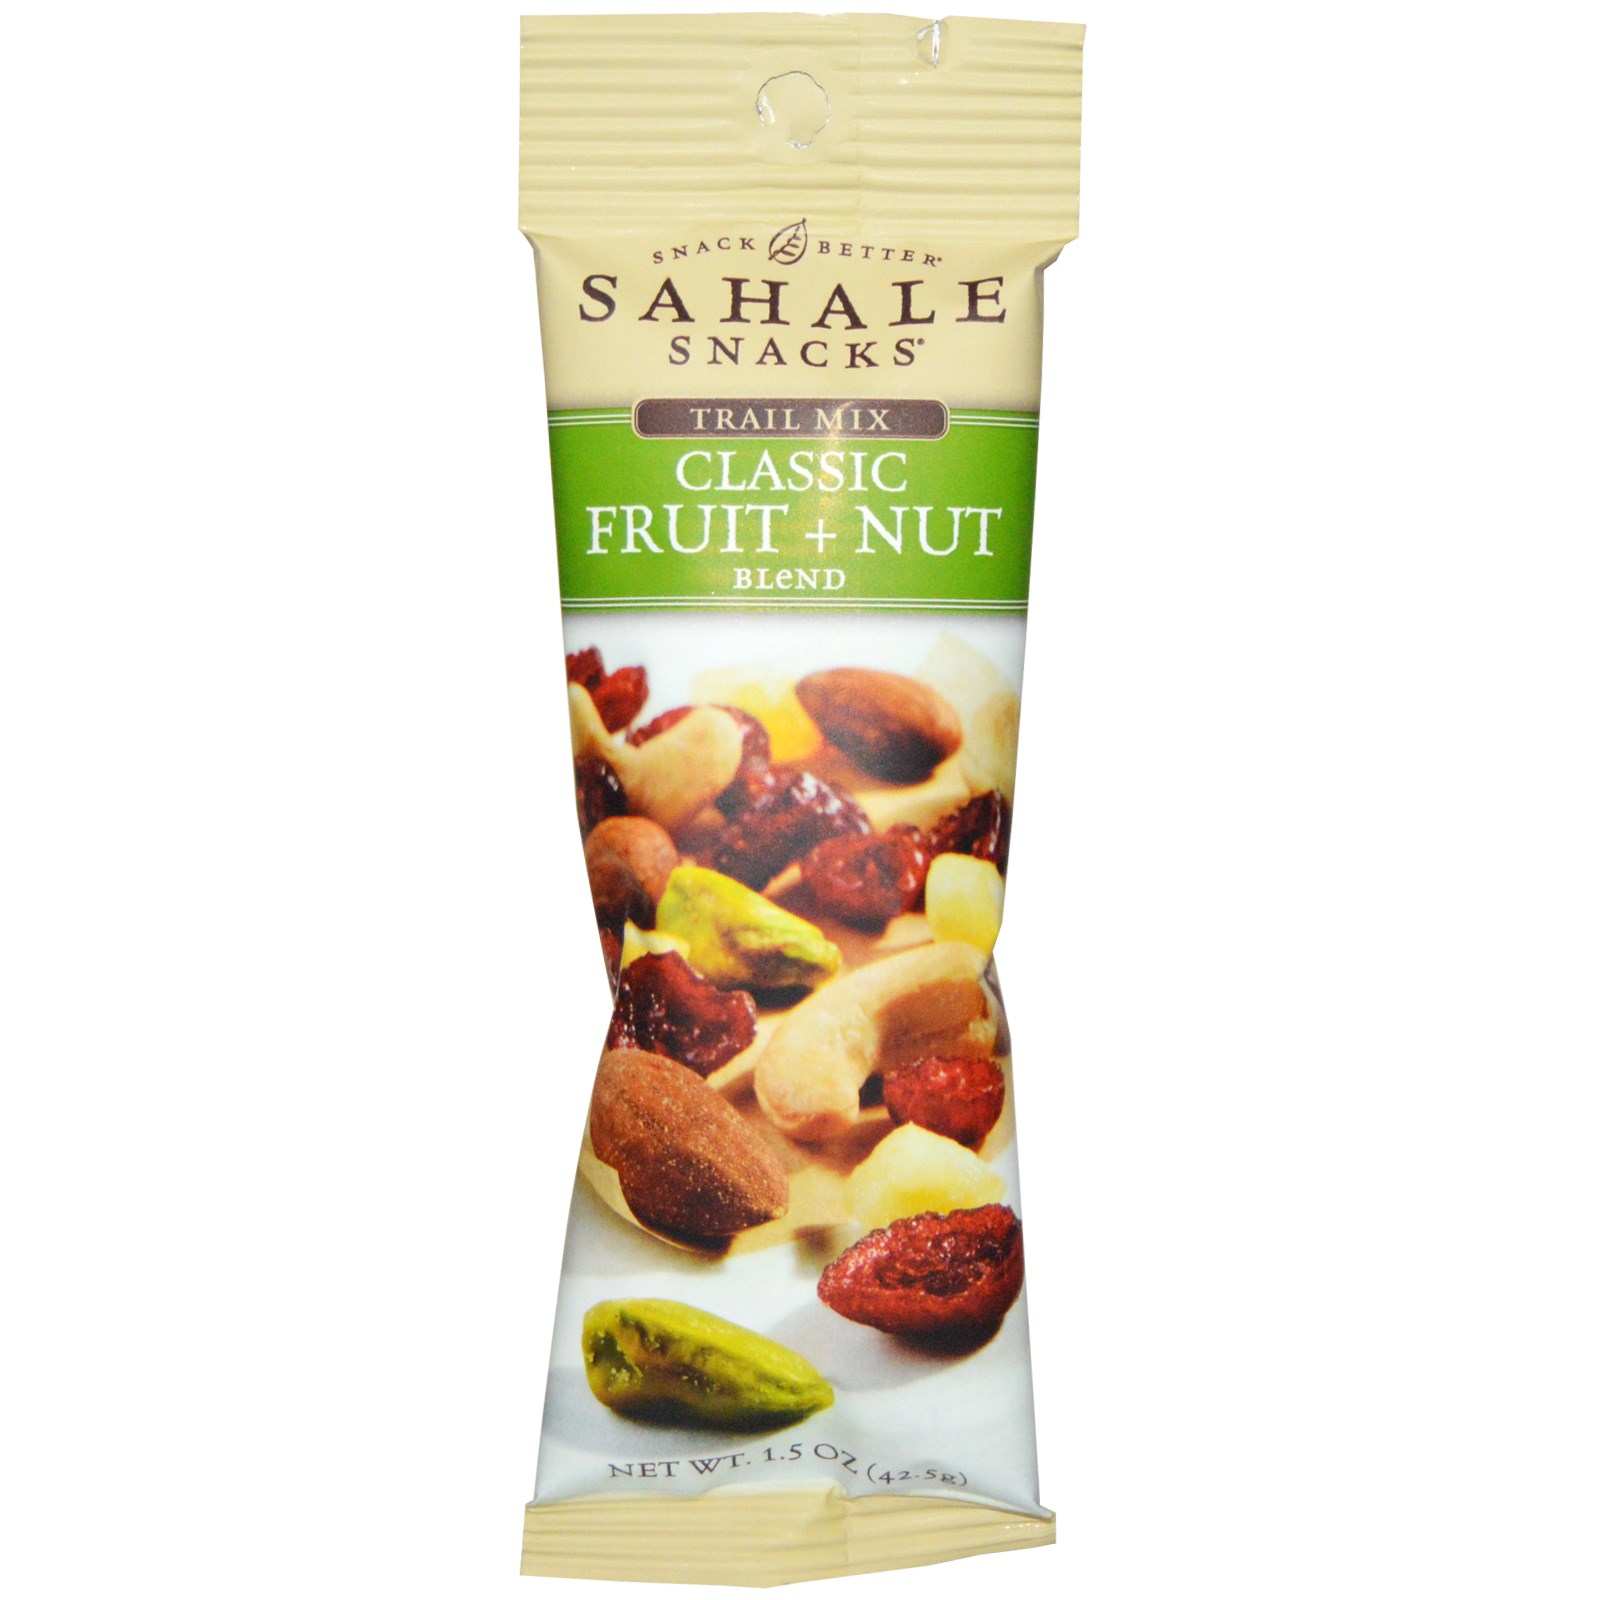 SNACK BETTER®
SAHALE
SNACKS®
TRAIL MIX
CLASSIC
FRUIT + NUT
BLeND
NET WT. 1.5 OZ (42.5g)